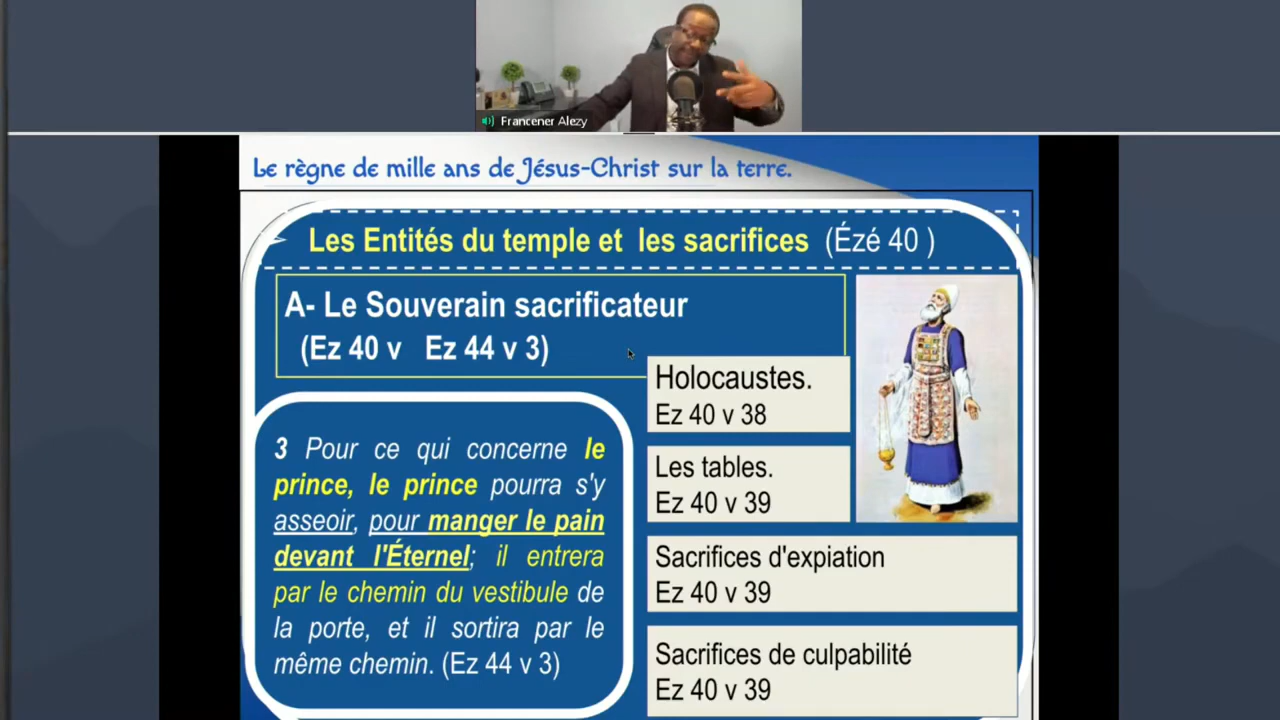 Francener Alezy
Le règne de mille ans de Jésus-Christ sur la terre.
Les Entités du temple et les sacrifices (Ézé 40 )
A- Le Souverain sacrificateur
(Ez 40 v Ez 44 v 3)
3 Pour ce qui concerne le
prince, le prince pourra s'y
asseoir, pour manger le pain
devant l'Éternel; il entrera
par le chemin du vestibule de
la porte, et il sortira par le
même chemin. (Ez 44 v 3)
Holocaustes.
Ez 40 v 38
Les tables.
Ez 40 v 39
Sacrifices d'expiation
Ez 40 v 39
Sacrifices de culpabilité
Ez 40 v 39